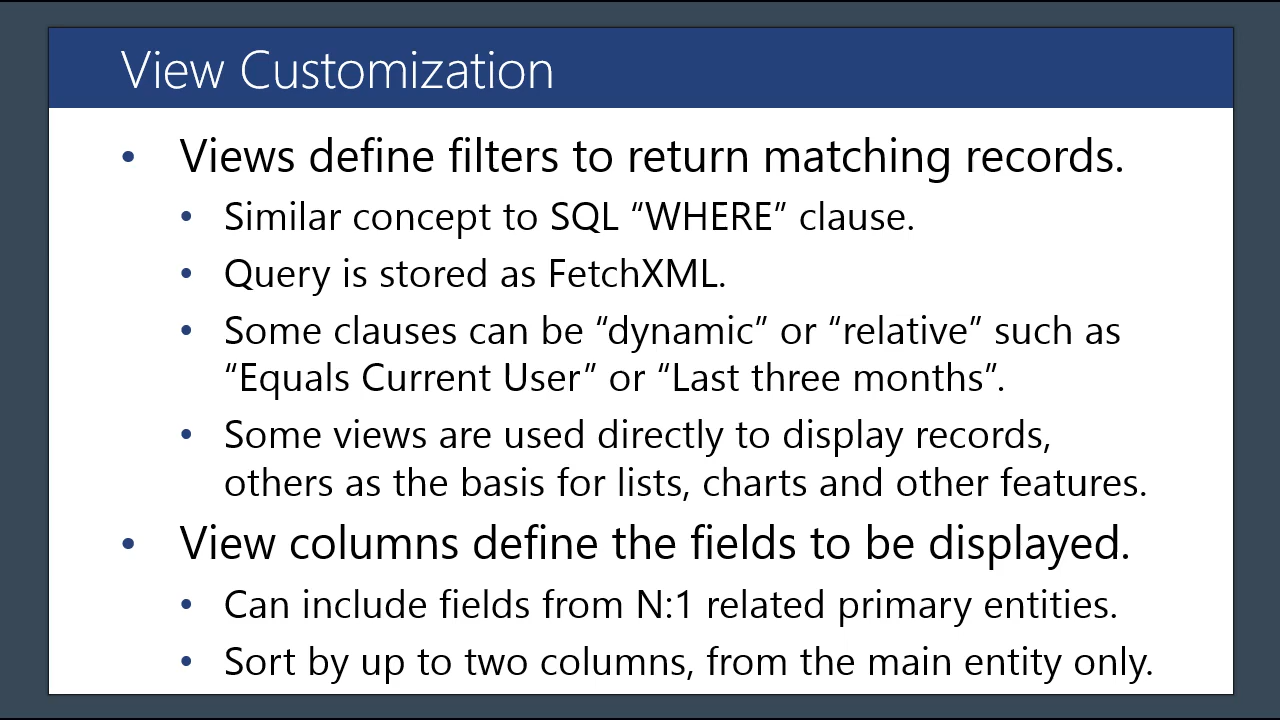 View Customization
• Views define filters to return matching records.
• Similar concept to SQL “WHERE” clause.
• Query is stored as FetchXML.
• Some clauses can be “dynamic” or “relative” such as
“Equals Current User” or “Last three months”.
• Some views are used directly to display records,
others as the basis for lists, charts and other features.
• View columns define the fields to be displayed.
• Can include fields from N:1 related primary entities.
• Sort by up to two columns, from the main entity only.